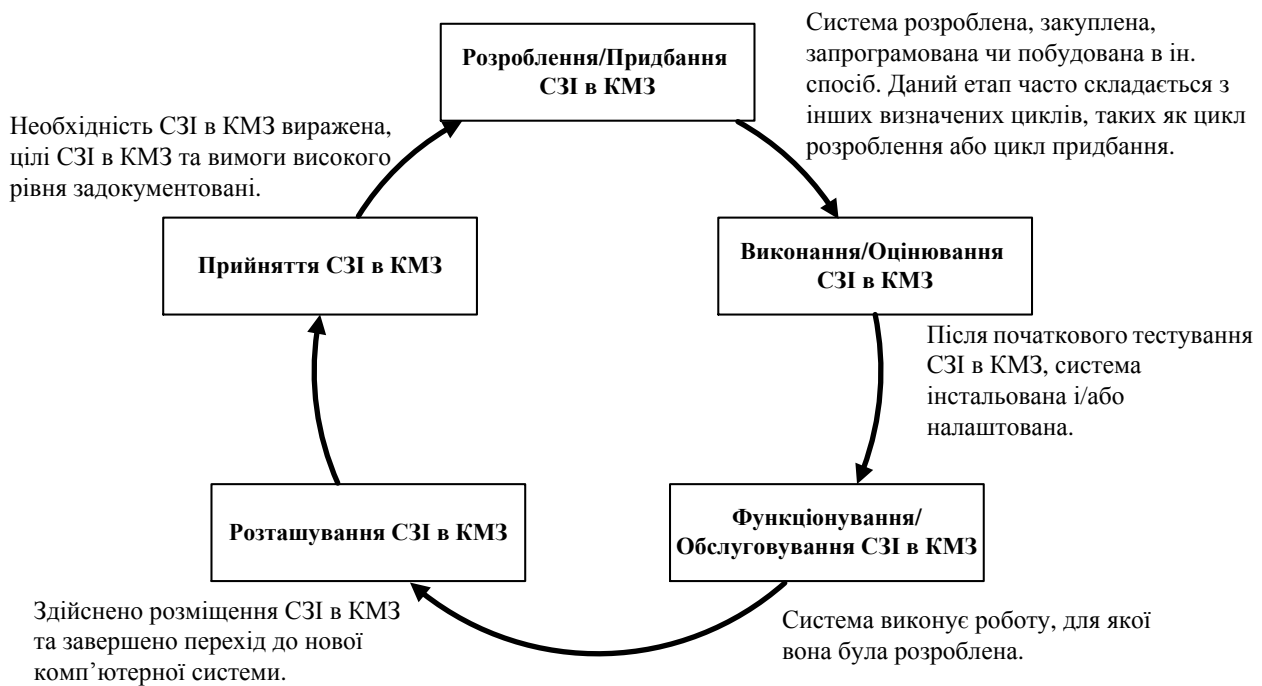 Розроблення/Придбання
СЗІ в КМЗ
Система розроблена, закуплена,
запрограмована чи побудована в ін.
спосіб. Даний етап часто складається з
інших визначених циклів, таких як цикл
розроблення або цикл придбання.
Необхідність СЗІ в КМЗ виражена,
цілі СЗІ в КМЗ та вимоги високого
рівня задокументовані.
Прийняття СЗІ в КМЗ
Виконання/Оцінювання
СЗІ в КМЗ
Після початкового тестування
СЗІ в КМЗ, система
інстальована і/або
налаштована.
Розташування СЗІ в КМЗ
Функціонування/
Обслуговування СЗІ в КМЗ
Здійснено розміщення СЗІ в КМЗ
та завершено перехід до нової
комп’ютерної системи.
Система виконує роботу, для якої
вона була розроблена.